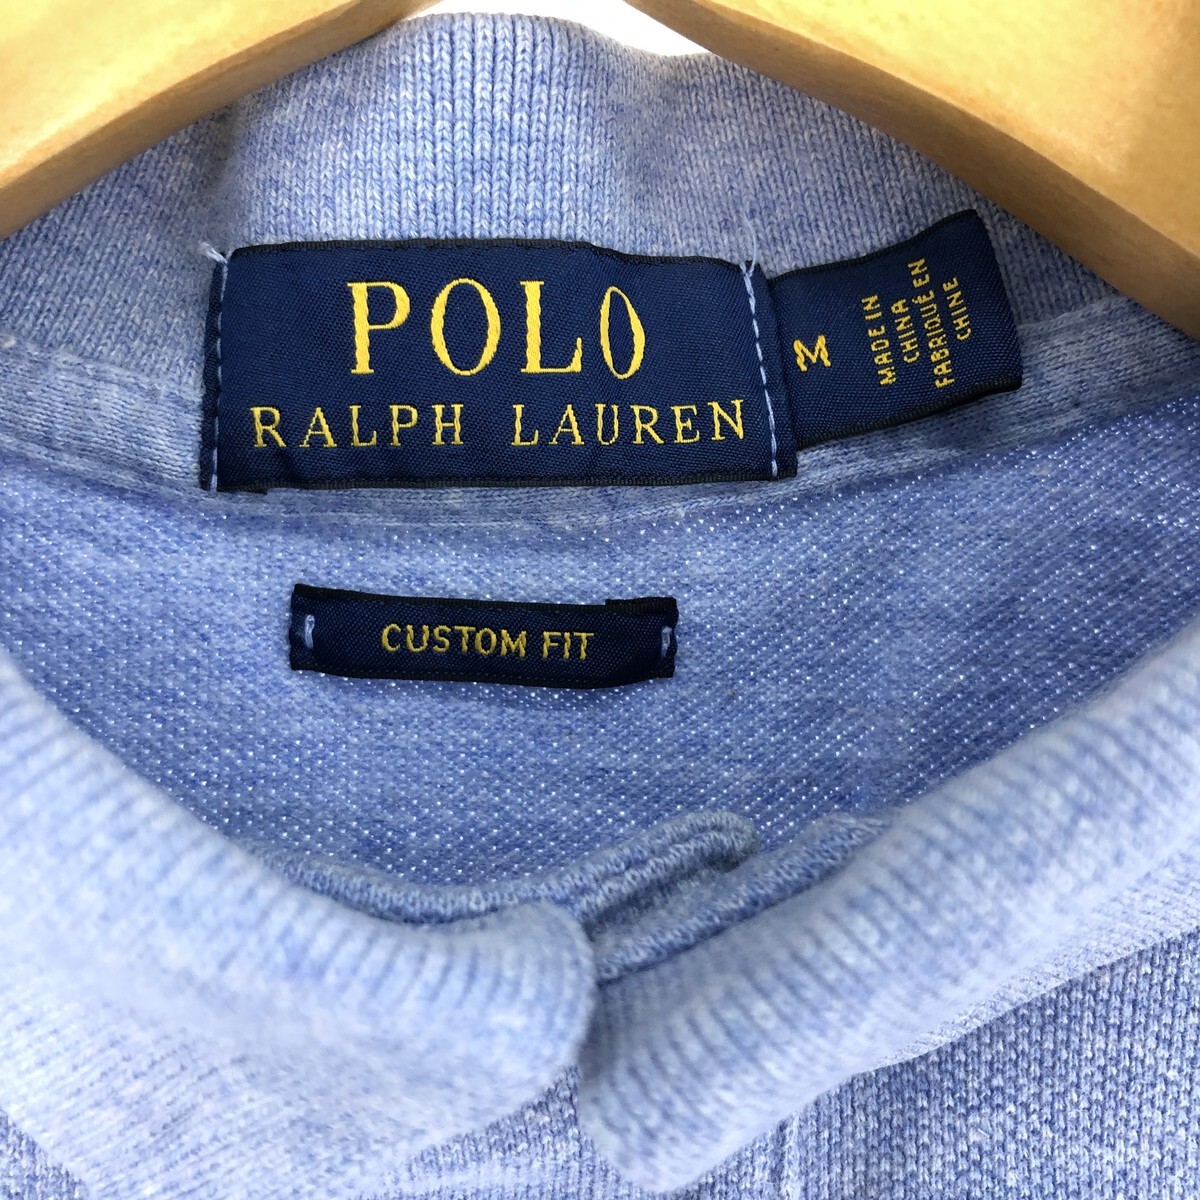 POLO
RALPH LAUREN
M
MADE IN
CHINA
FABRIQUÉ EN
CHINE
CUSTOM FIT